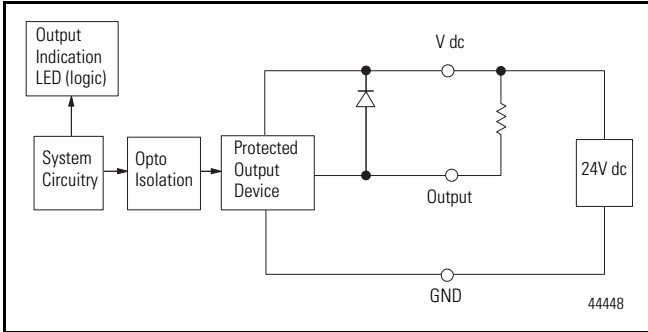 Output
Indication
LED (logic)
V dc
System
Circuitry
Opto
Isolation
Protected
Output
Device
Output
24V dc
GND
44448